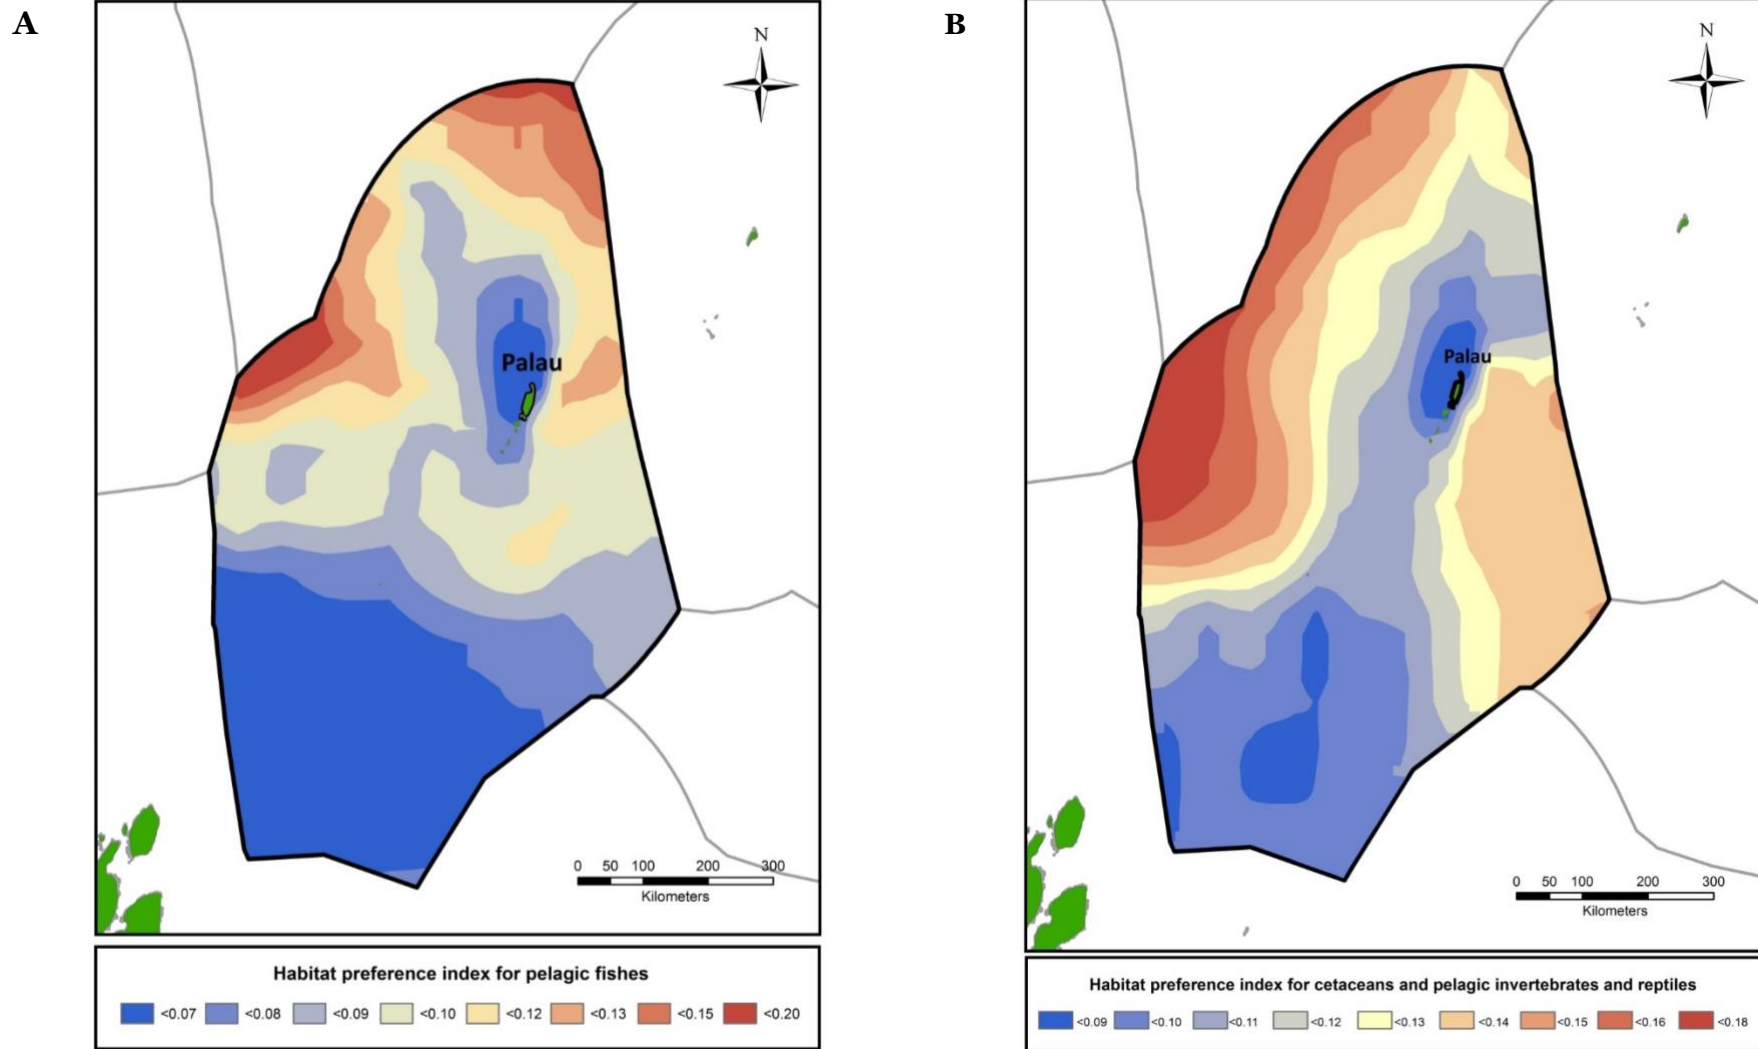 A
N
Palau
0 50 100 200 300
Kilometers
Habitat preference index for pelagic fishes
<0.07 <0.08 <0.09 <0.10 <0.12 <0.13 <0.15 <0.20
B
N
Palau
0 50 100 200 300
Kilometers
Habitat preference index for cetaceans and pelagic invertebrates and reptiles
<0.09 <0.10 <0.11 <0.12 <0.13 <0.14 <0.15 <0.16 <0.18